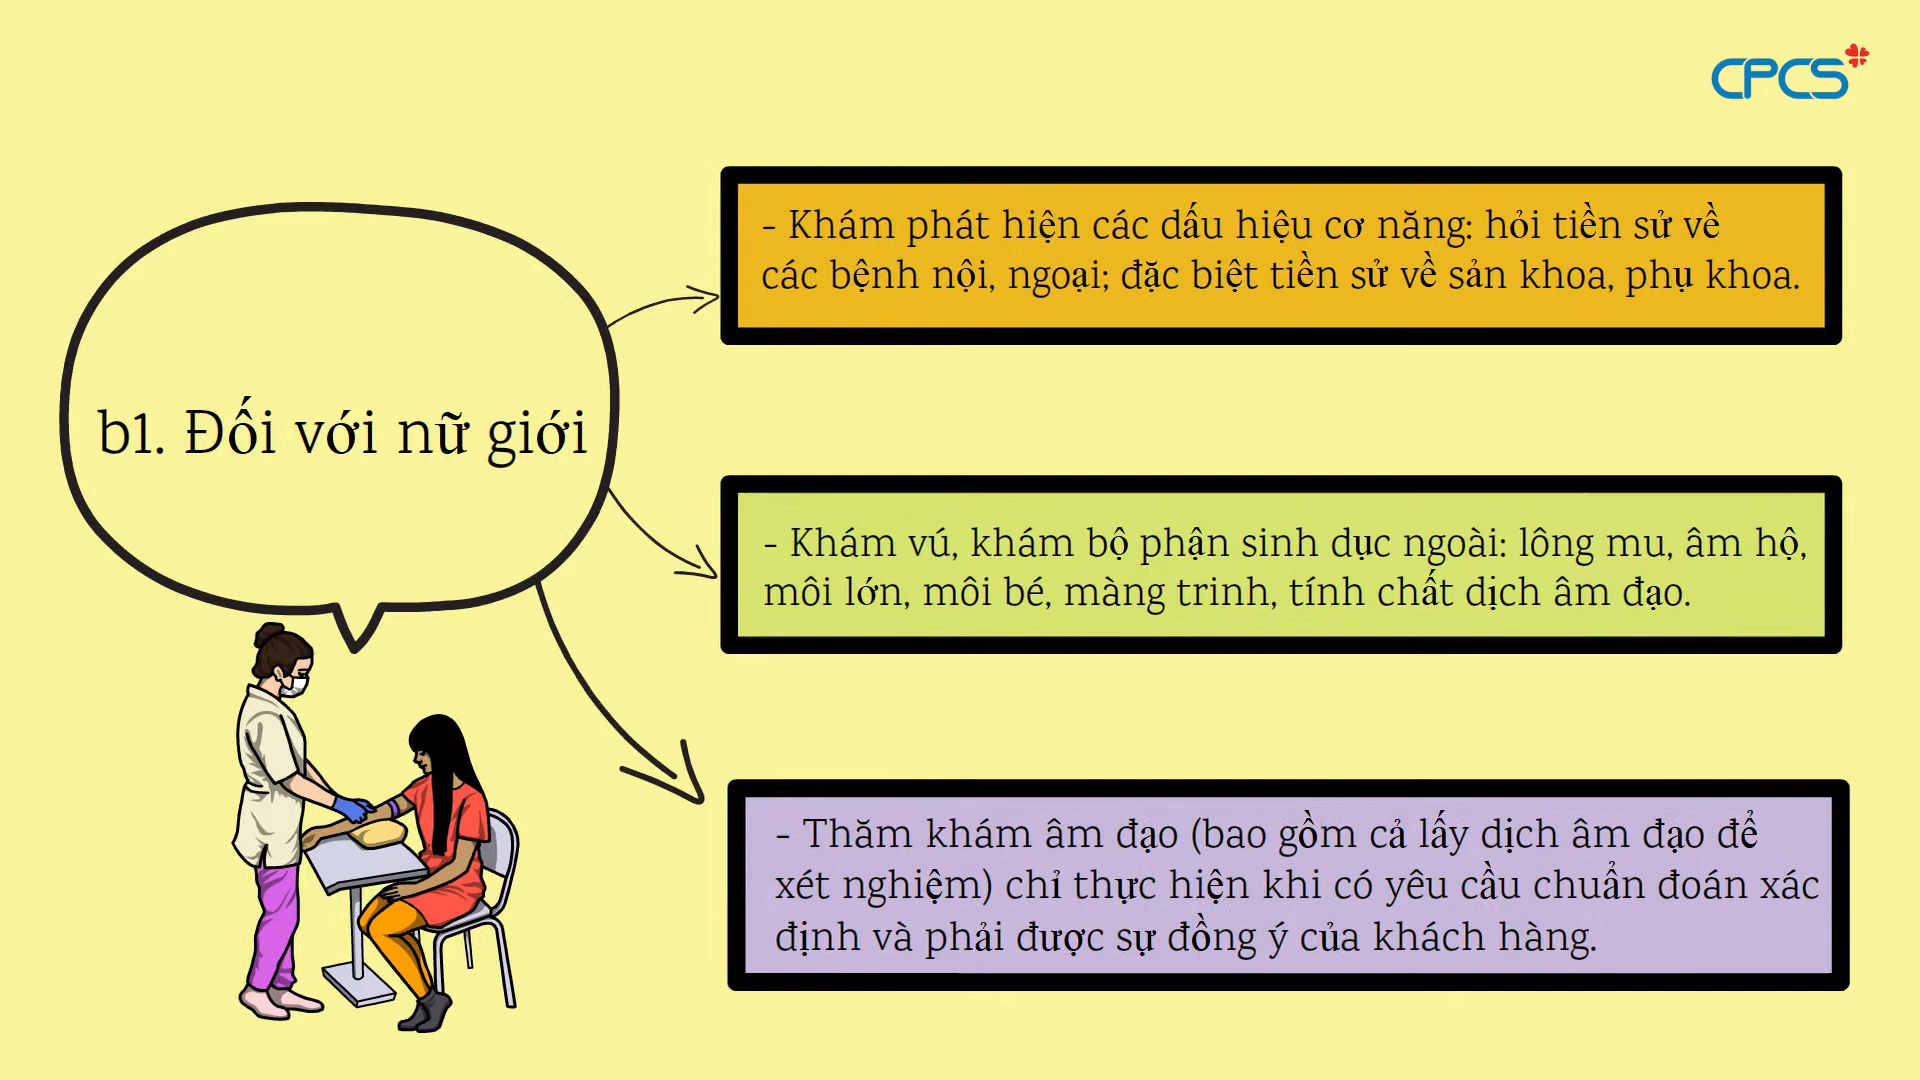 CPCS
b1. Đối với nữ giới
- Khám phát hiện các dấu hiệu cơ năng: hỏi tiền sử về
các bệnh nội, ngoại; đặc biệt tiền sử về sản khoa, phụ khoa.
- Khám vú, khám bộ phận sinh dục ngoài: lông mu, âm hộ,
môi lớn, môi bé, màng trinh, tính chất dịch âm đạo.
- Thăm khám âm đạo (bao gồm cả lấy dịch âm đạo để
xét nghiệm) chỉ thực hiện khi có yêu cầu chuẩn đoán xác
định và phải được sự đồng ý của khách hàng.